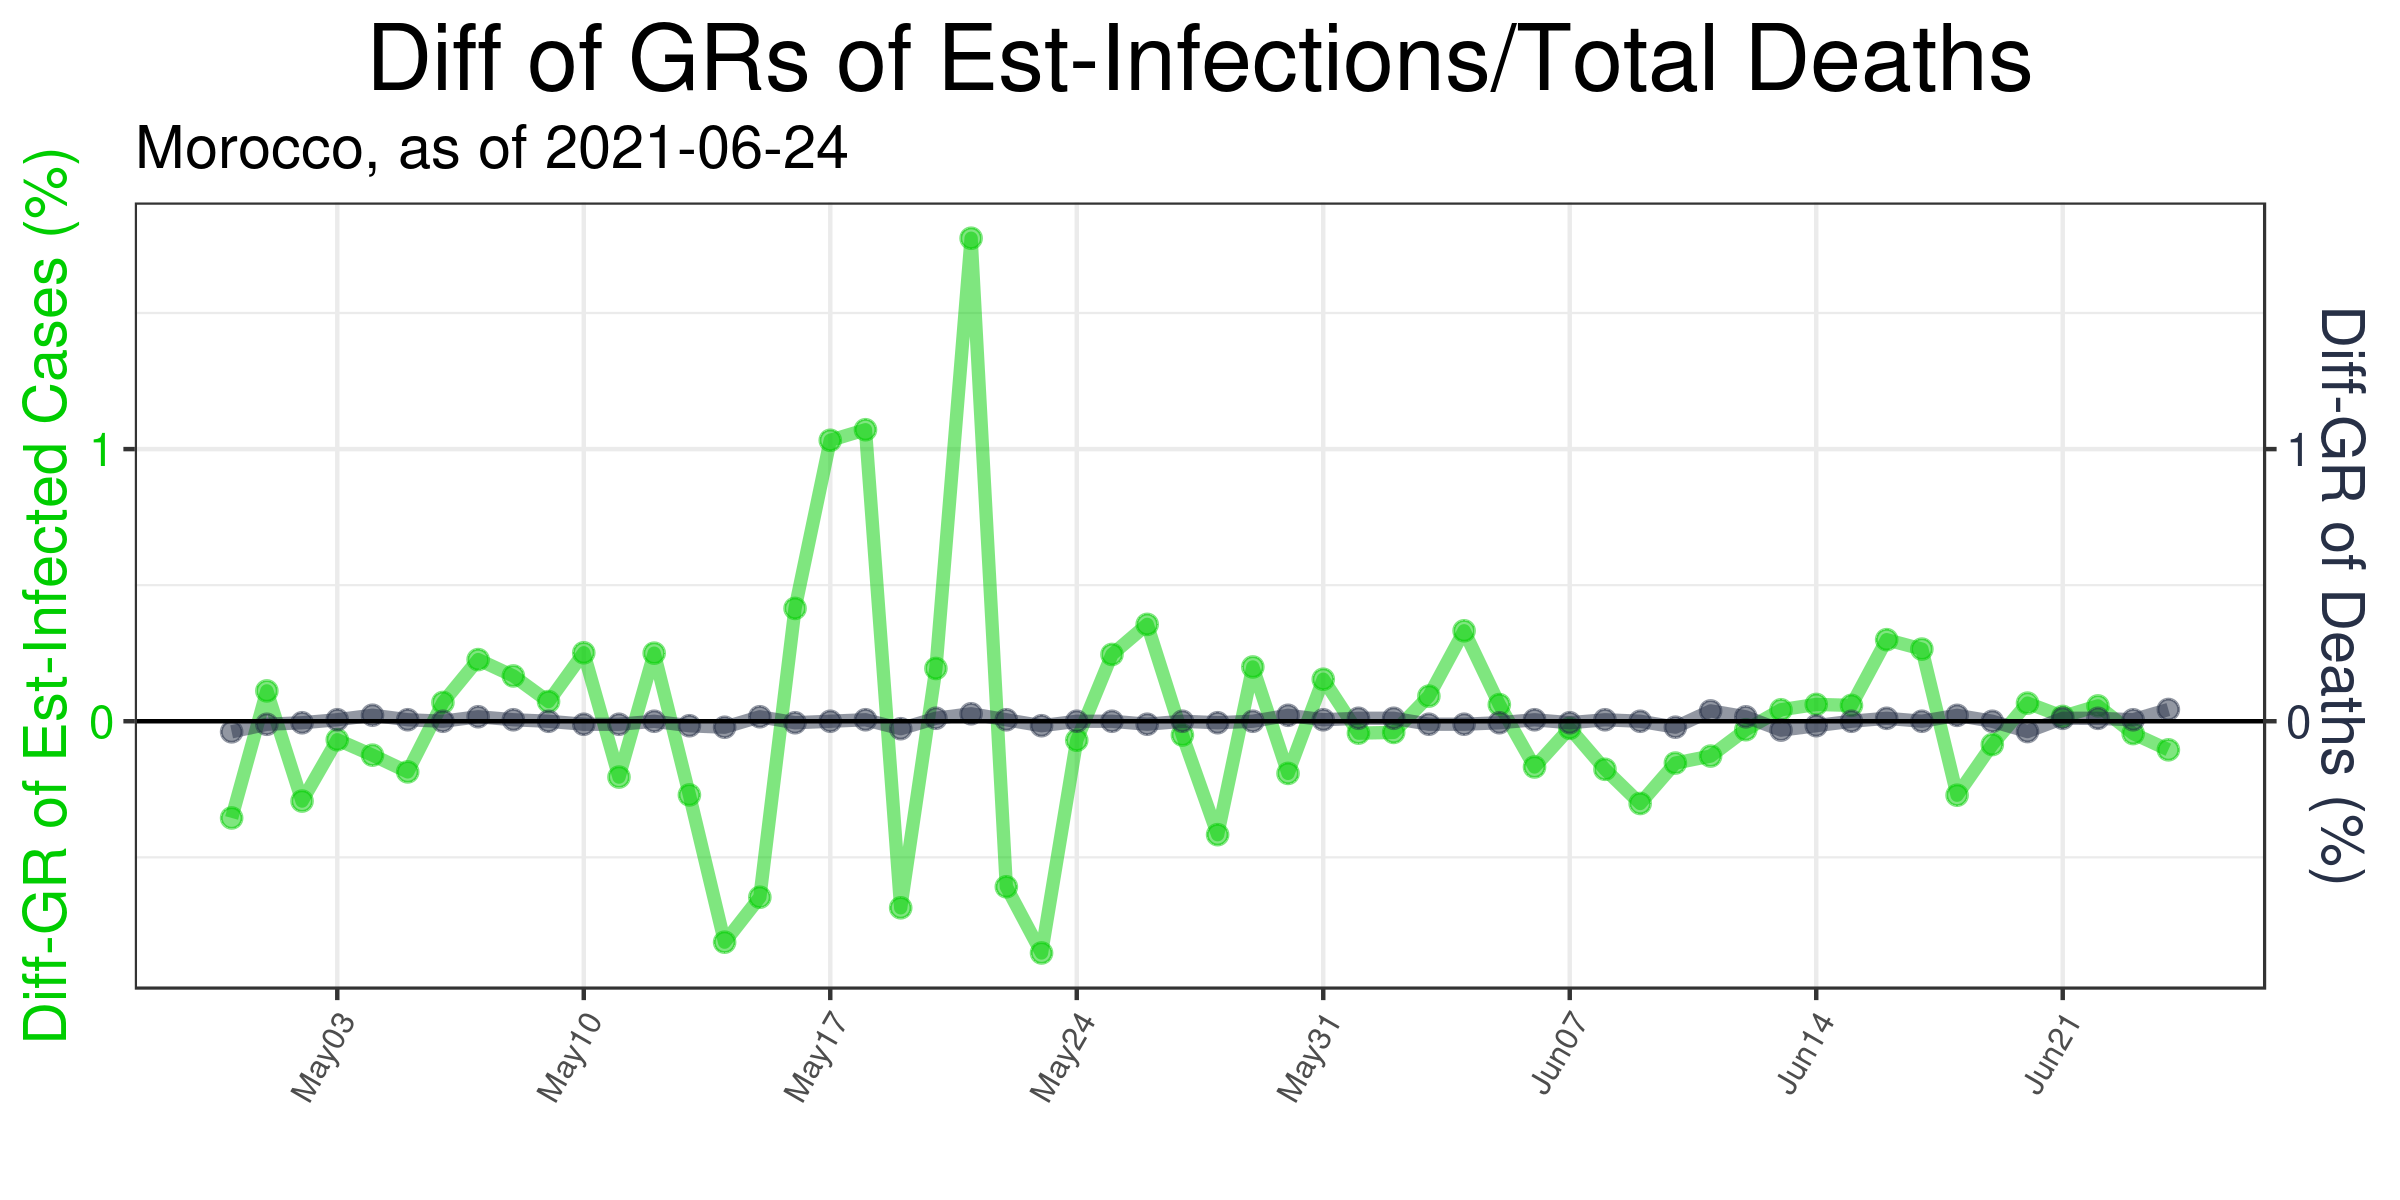 Diff of GRs of Est-Infections/Total Deaths
Morocco, as of 2021-06-24
Diff-GR of Est-Infected Cases (%)
1
0
1
0
Diff-GR of Deaths (%)
May03
May10
May17
May24
May31
Jun07
Jun14
Jun21